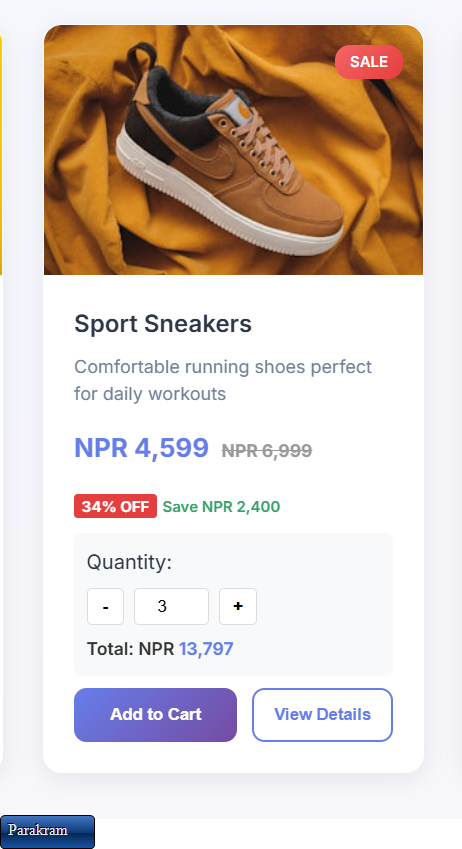 SALE
Sport Sneakers
Comfortable running shoes perfect
for daily workouts
NPR 4,599 NPR 6,999
34% OFF Save NPR 2,400
Quantity:
- 3 +
Total: NPR 13,797
Add to Cart View Details
Parakram